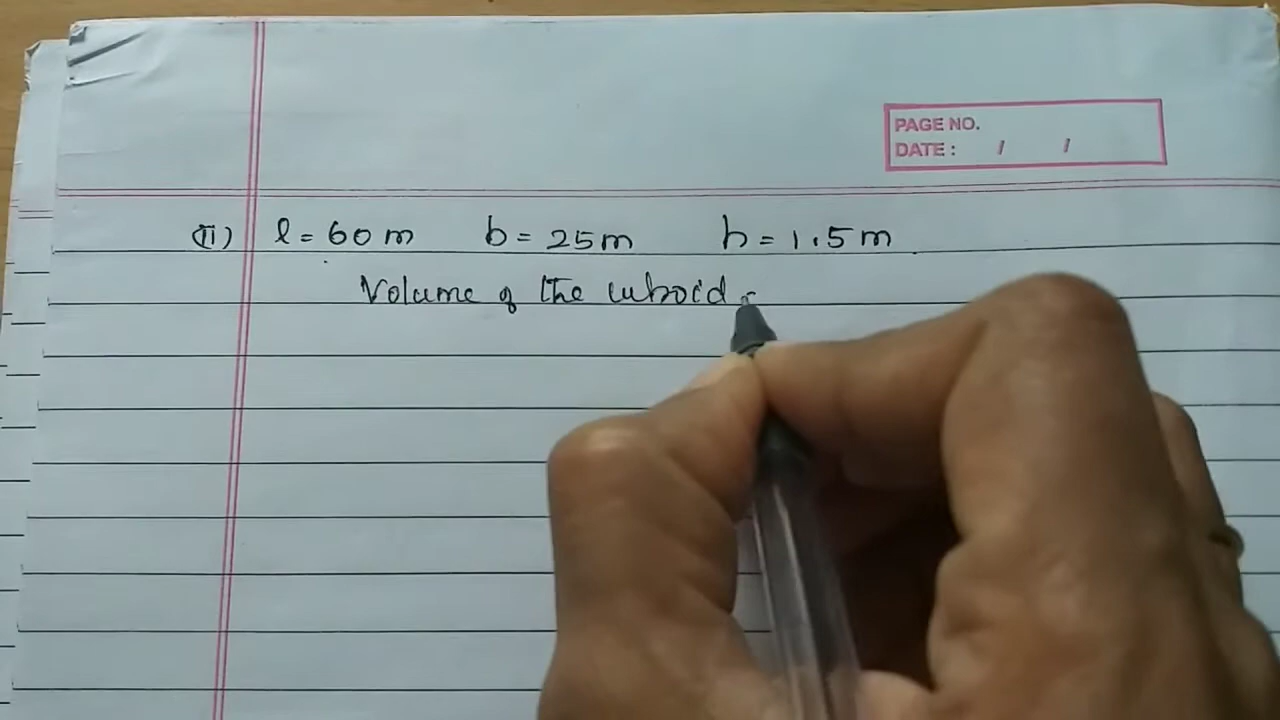 PAGE NO.
DATE : / /
(ii) l = 60 m b = 25 m h = 1.5 m
Volume of the cuboid =